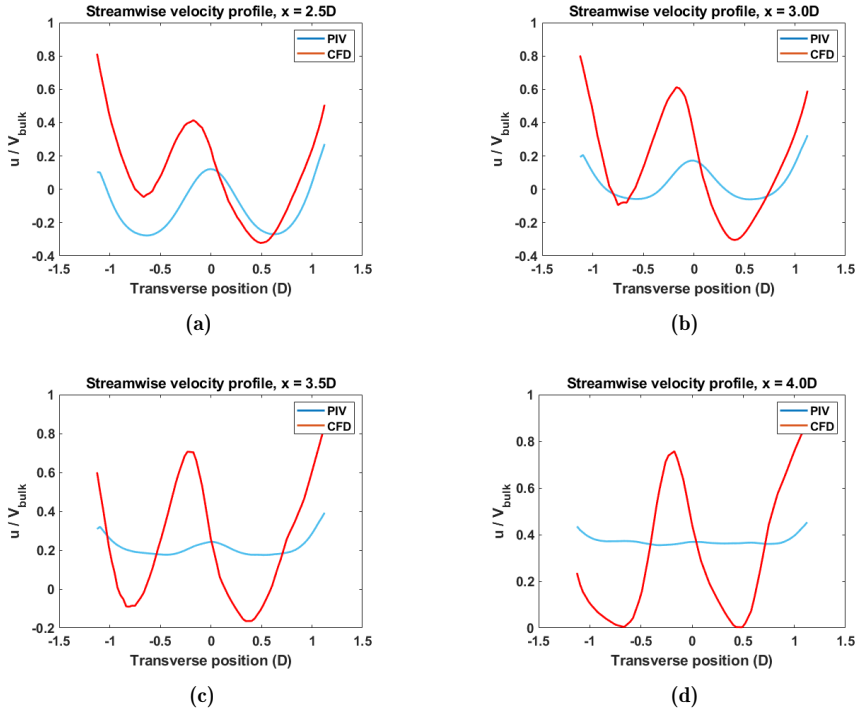 Streamwise velocity profile, x = 2.5D
1
0.8
0.6
0.4
0.2
0
-0.2
-0.4
u / V_bulk
PIV
CFD
-1.5 -1 -0.5 0 0.5 1 1.5
Transverse position (D)
(a)
Streamwise velocity profile, x = 3.0D
1
0.8
0.6
0.4
0.2
0
-0.2
-0.4
u / V_bulk
PIV
CFD
-1.5 -1 -0.5 0 0.5 1 1.5
Transverse position (D)
(b)
Streamwise velocity profile, x = 3.5D
1
0.8
0.6
0.4
0.2
0
-0.2
u / V_bulk
PIV
CFD
-1.5 -1 -0.5 0 0.5 1 1.5
Transverse position (D)
(c)
Streamwise velocity profile, x = 4.0D
1
0.8
0.6
0.4
0.2
0
u / V_bulk
PIV
CFD
-1.5 -1 -0.5 0 0.5 1 1.5
Transverse position (D)
(d)